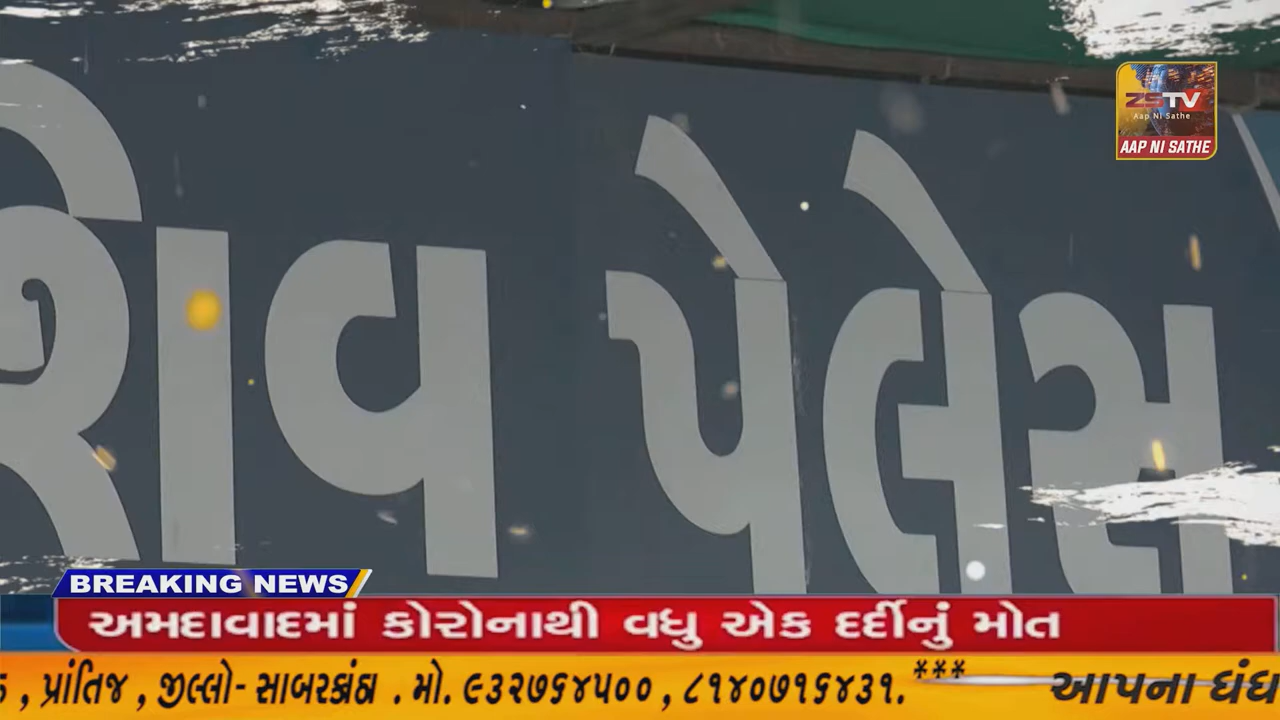 શિવ પેલેસ
ZSTV
Aap Ni Sathe
AAP NI SATHE
BREAKING NEWS
અમદાવાદમાં કોરોનાથી વધુ એક દર્દીનું મોત
, પ્રાંતિજ , જીલ્લો- સાબરકાંઠા . મો. ૯૩૨૭૬૪૫૦૦ , ૮૧૪૦૭૧૬૪૩૧. *** આપના ધંધ